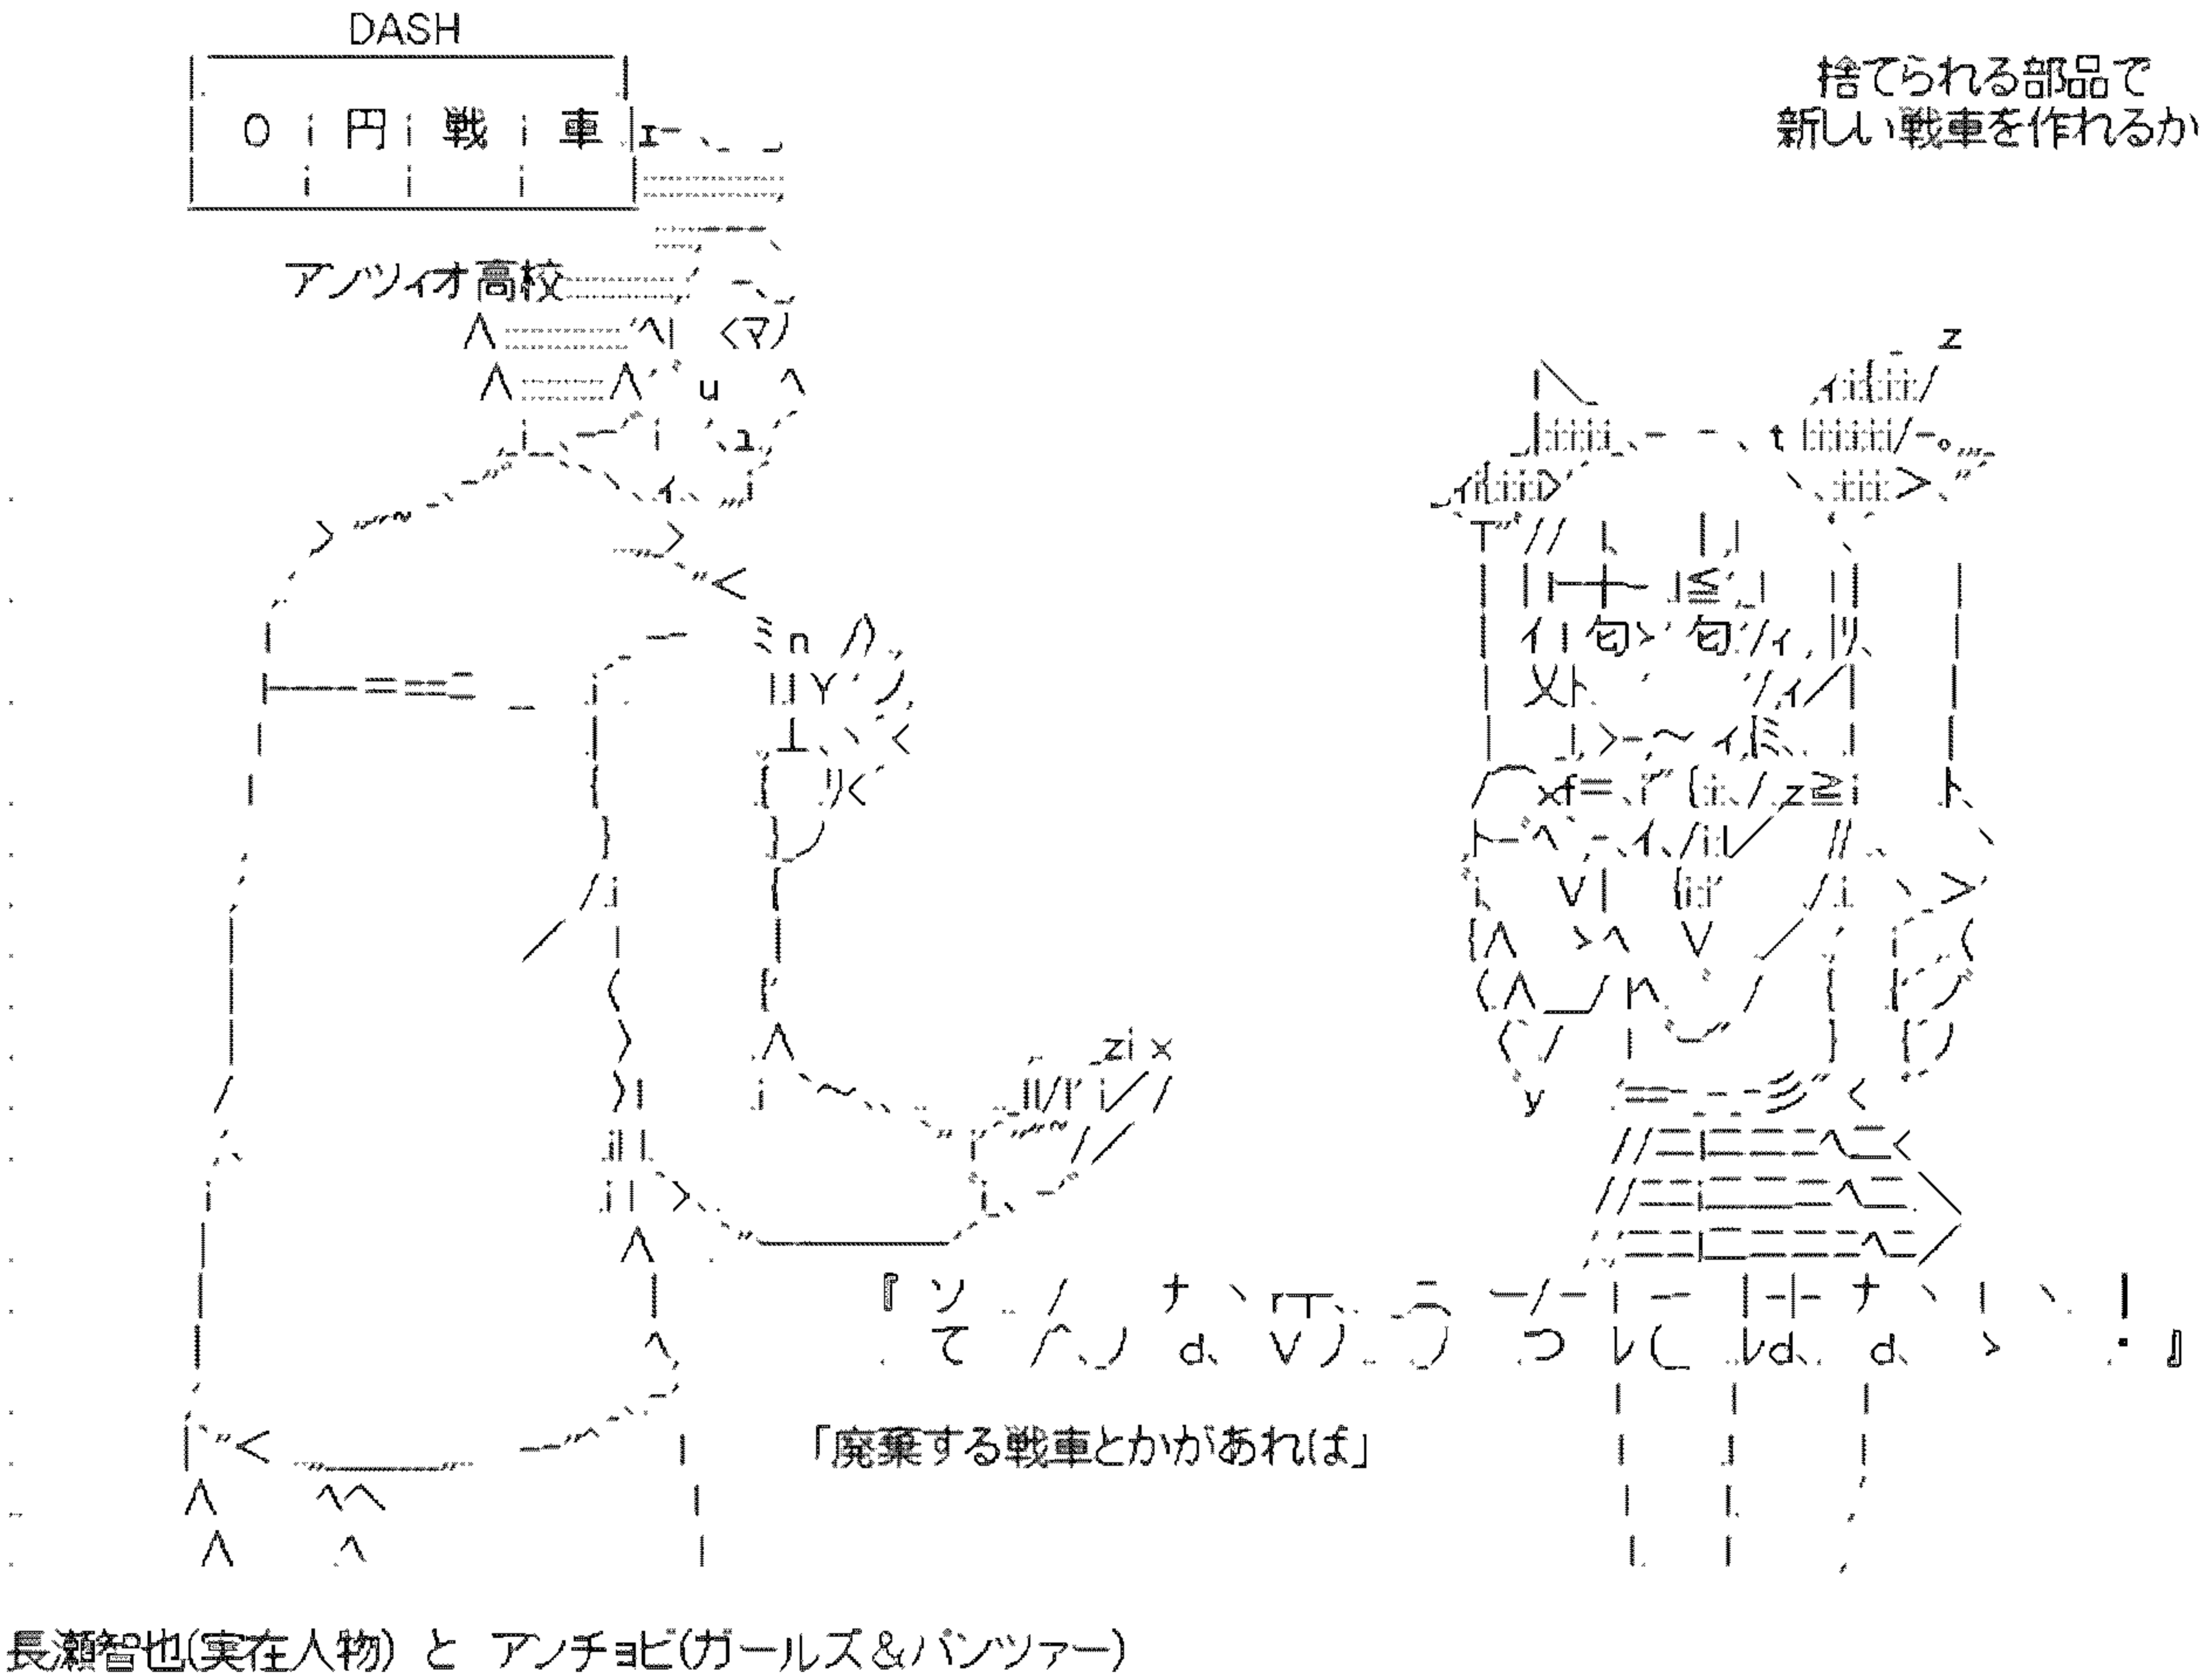 DASH
0円戦車
アンツィオ高校
捨てられる部品で
新しい戦車を作れるか
「廃棄する戦車とかがあれば」
長瀬智也(実在人物) と アンチョビ(ガールズ&パンツァー)